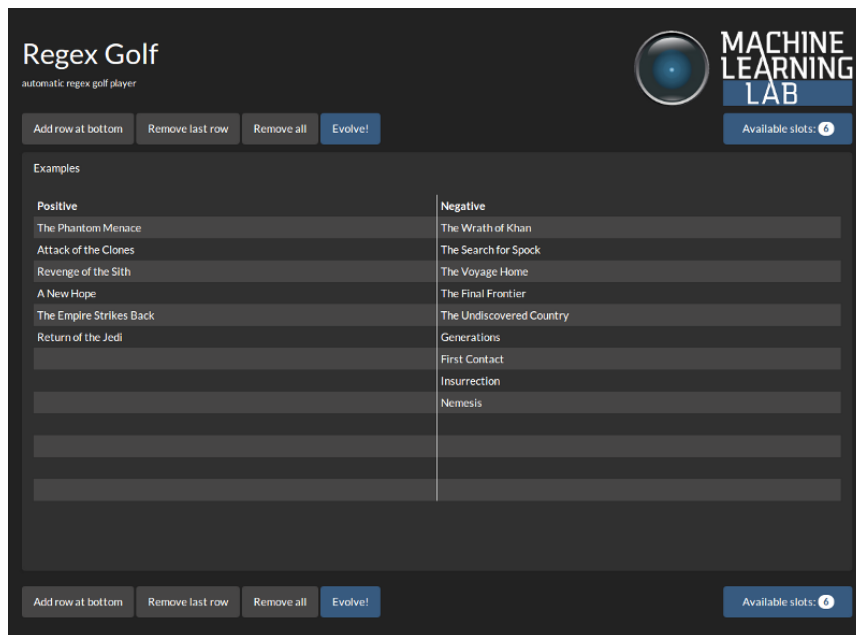 Regex Golf
automatic regex golf player
MACHINE
LEARNING
LAB
Add row at bottom Remove last row Remove all Evolve! Available slots: 6
Examples
Positive Negative
The Phantom Menace The Wrath of Khan
Attack of the Clones The Search for Spock
Revenge of the Sith The Voyage Home
A New Hope The Final Frontier
The Empire Strikes Back The Undiscovered Country
Return of the Jedi Generations
First Contact
Insurrection
Nemesis
Add row at bottom Remove last row Remove all Evolve! Available slots: 6